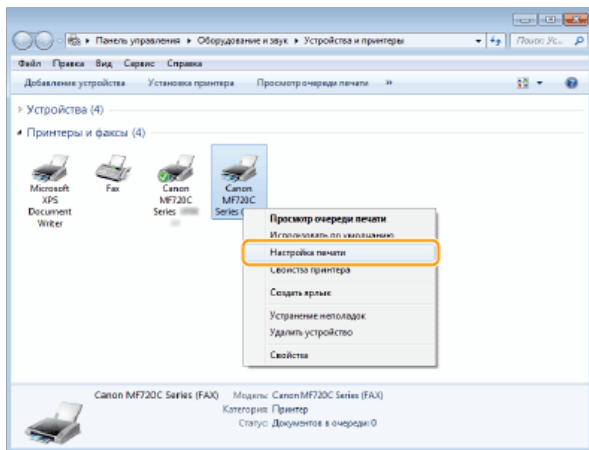 Панель управления ▸ Оборудование и звук ▸ Устройства и принтеры
Поиск: Ус...
Файл Правка Вид Сервис Справка
Добавление устройства Установка принтера Просмотр очереди печати »
Устройства (4)
Принтеры и факсы (4)
Microsoft XPS Document Writer
Fax
Canon MF720C Series
Canon MF720C Series (
Просмотр очереди печати
Использовать по умолчанию
Настройка печати
Свойства принтера
Создать ярлык
Устранение неполадок
Удалить устройство
Свойства
Canon MF720C Series (FAX) Модель: Canon MF720C Series (FAX)
Категория: Принтер
Статус: Документов в очереди: 0